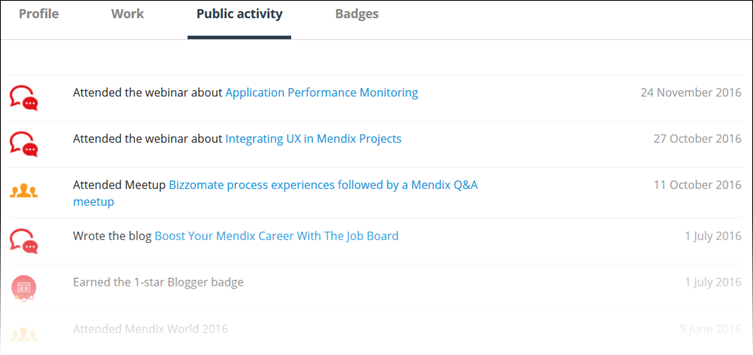 Profile Work Public activity Badges
Attended the webinar about Application Performance Monitoring 24 November 2016
Attended the webinar about Integrating UX in Mendix Projects 27 October 2016
Attended Meetup Bizzomate process experiences followed by a Mendix Q&A 11 October 2016
meetup
Wrote the blog Boost Your Mendix Career With The Job Board 1 July 2016
Earned the 1-star Blogger badge 1 July 2016
Attended Mendix World 2016 9 June 2016